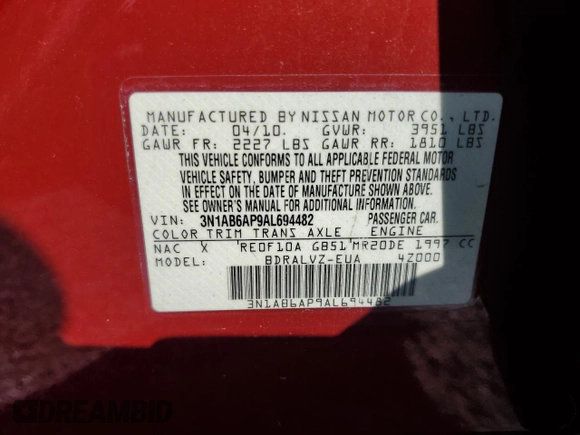 MANUFACTURED BY NISSAN MOTOR CO., LTD.
DATE: 04/10. GVWR: 3951 LBS
GAWR FR: 2227 LBS GAWR RR: 1810 LBS
THIS VEHICLE CONFORMS TO ALL APPLICABLE FEDERAL MOTOR
VEHICLE SAFETY, BUMPER AND THEFT PREVENTION STANDARDS
IN EFFECT ON THE DATE OF MANUFACTURE SHOWN ABOVE.
SEE OWNER'S MANUAL FOR ADDITIONAL INFORMATION.
VIN: 3N1AB6AP9AL694482 PASSENGER CAR.
COLOR TRIM TRANS AXLE ENGINE
NAC X RE0F10A GB51 MR20DE 1997 CC
MODEL: BDRALVZ-EUA 4Z000
3N1AB6AP9AL694482
DREAMBID